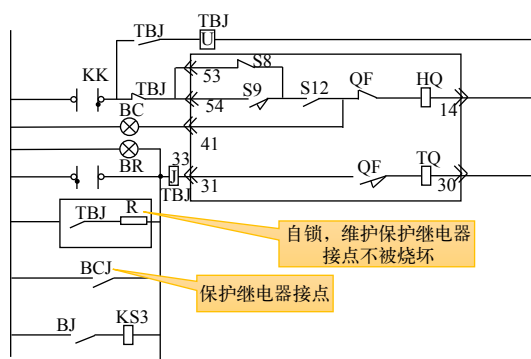 TBJ
TBJ
U
S8
53
KK
TBJ
S9
S12
QF
HQ
54
14
BC
41
BR
33
J
QF
TQ
31
TBJ
30
TBJ
R
自锁，维护保护继电器
接点不被烧坏
BCJ
保护继电器接点
BJ
KS3